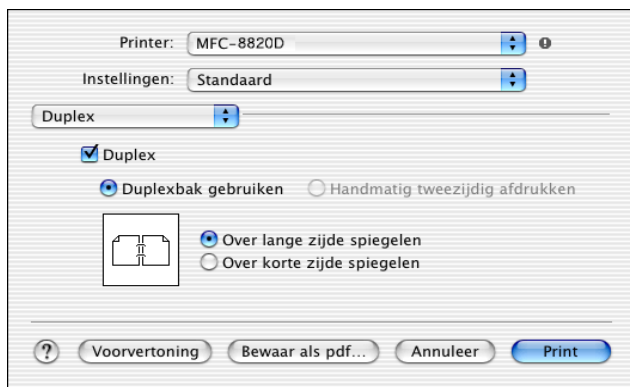 Printer: MFC-8820D
Instellingen: Standaard
Duplex
Duplex
Duplexbak gebruiken Handmatig tweezijdig afdrukken
Over lange zijde spiegelen
Over korte zijde spiegelen
? Voorvertoning Bewaar als pdf... Annuleer Print